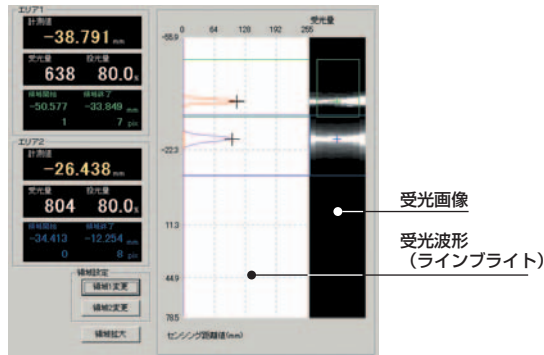 エリア1
計測値
-38.791 mm
受光量 投光量
638 80.0%
領域開始 領域終了
-50.577 -33.849 mm
1 7 pix
エリア2
計測値
-26.438 mm
受光量 投光量
804 80.0%
領域開始 領域終了
-34.413 -12.254 mm
0 8 pix
領域設定
領域1変更
領域2変更
領域拡大
受光量
0 64 128 192 255
-55.9
-22.3
11.3
44.9
78.5
センシング距離値(mm)
受光画像
受光波形
（ラインブライト）